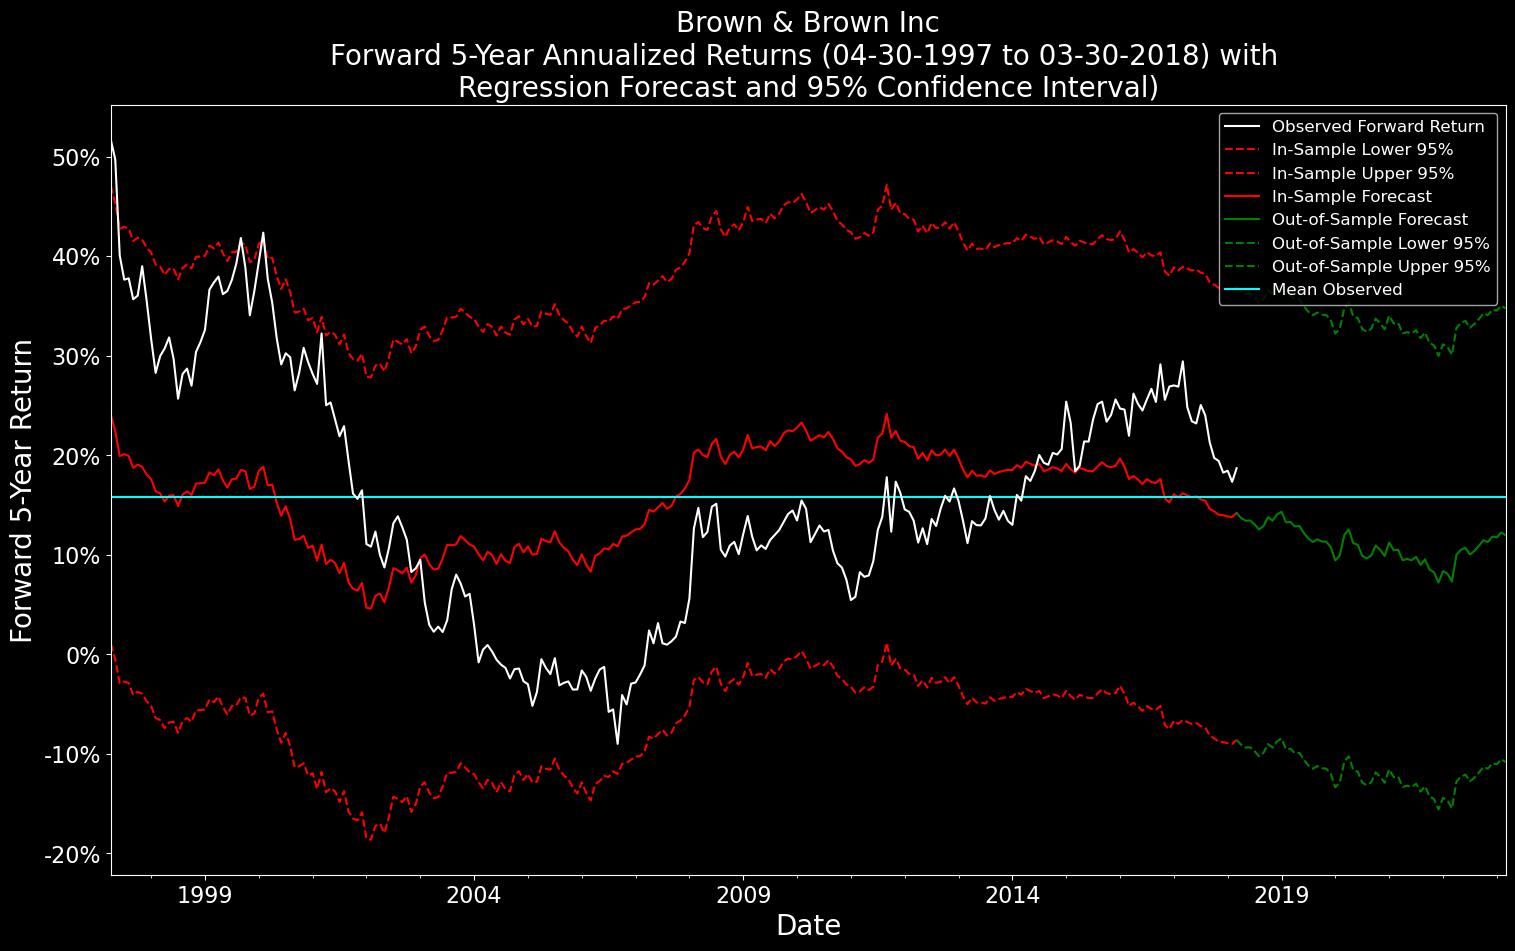 Brown & Brown Inc
Forward 5-Year Annualized Returns (04-30-1997 to 03-30-2018) with
Regression Forecast and 95% Confidence Interval)
Observed Forward Return
In-Sample Lower 95%
In-Sample Upper 95%
In-Sample Forecast
Out-of-Sample Forecast
Out-of-Sample Lower 95%
Out-of-Sample Upper 95%
Mean Observed
Forward 5-Year Return
50%
40%
30%
20%
10%
0%
-10%
-20%
1999 2004 2009 2014 2019
Date